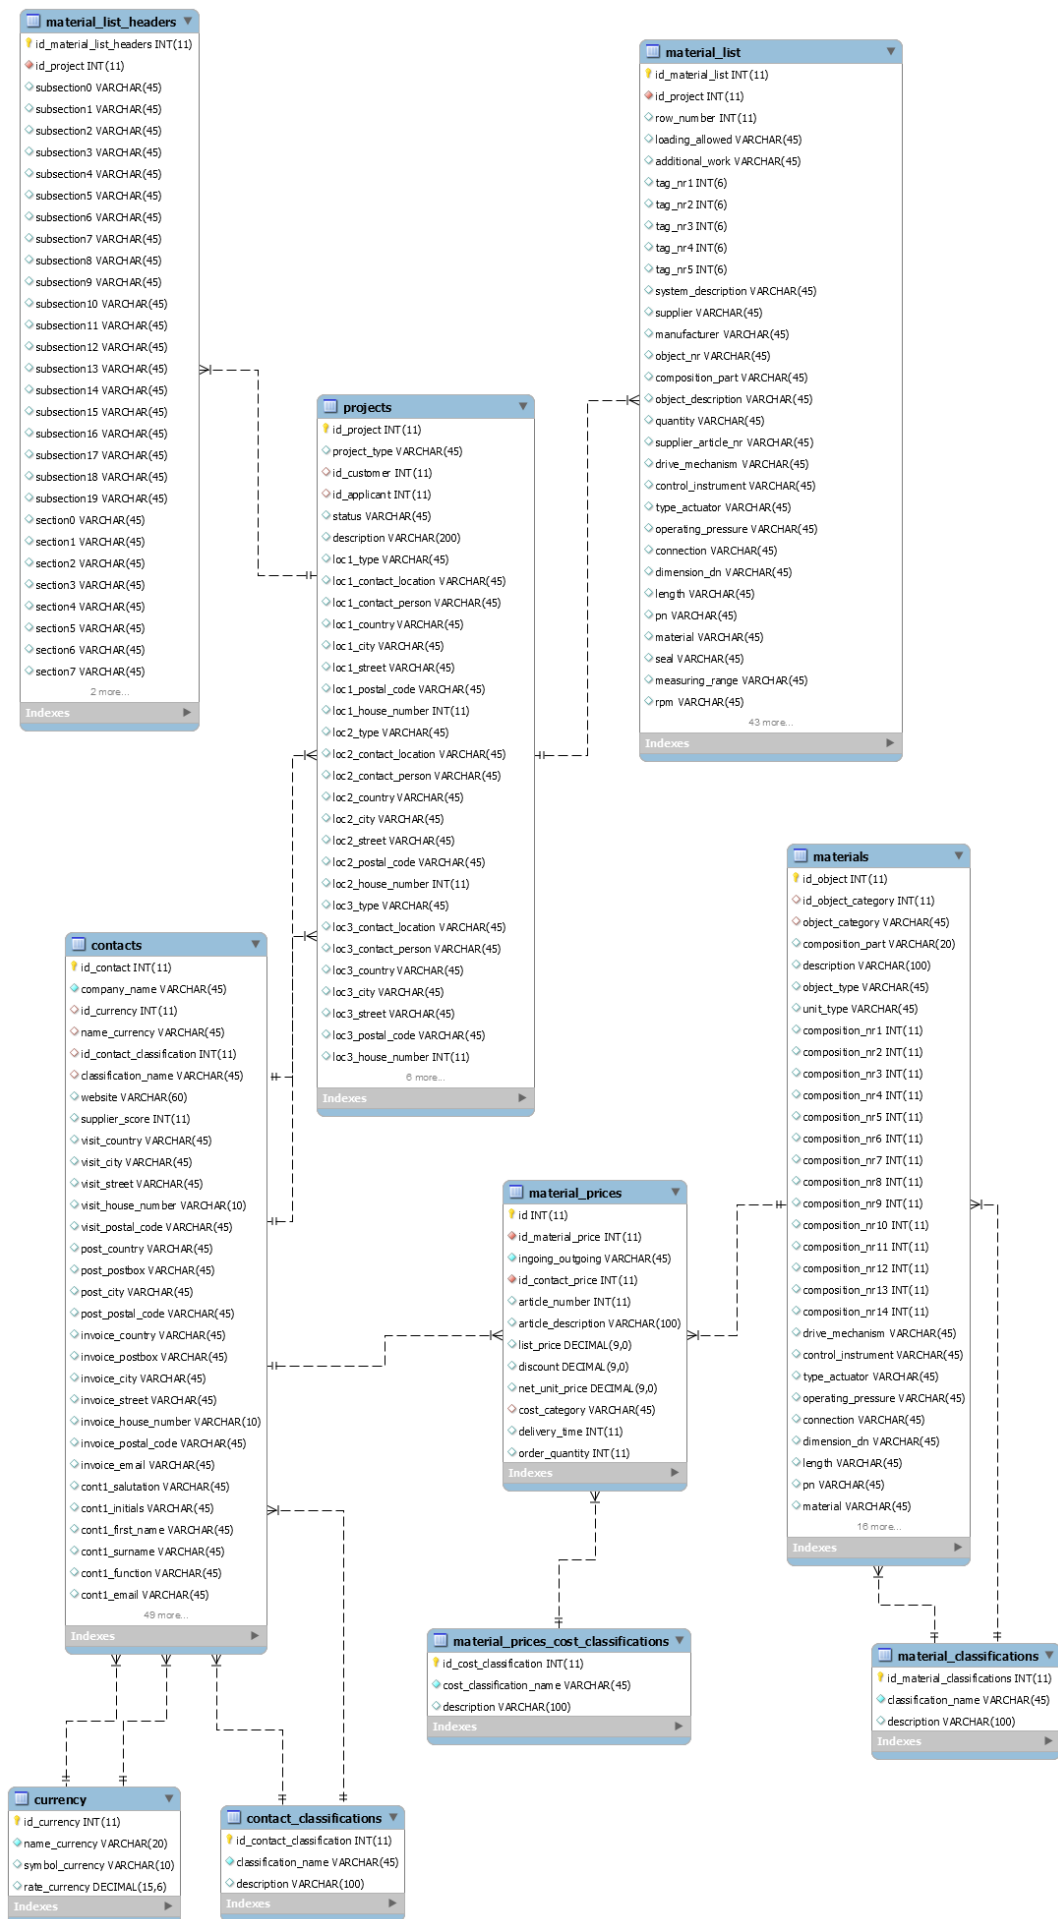 material_list_headers
id_material_list_headers INT(11)
id_project INT(11)
subsection0 VARCHAR(45)
subsection1 VARCHAR(45)
subsection2 VARCHAR(45)
subsection3 VARCHAR(45)
subsection4 VARCHAR(45)
subsection5 VARCHAR(45)
subsection6 VARCHAR(45)
subsection7 VARCHAR(45)
subsection8 VARCHAR(45)
subsection9 VARCHAR(45)
subsection10 VARCHAR(45)
subsection11 VARCHAR(45)
subsection12 VARCHAR(45)
subsection13 VARCHAR(45)
subsection14 VARCHAR(45)
subsection15 VARCHAR(45)
subsection16 VARCHAR(45)
subsection17 VARCHAR(45)
subsection18 VARCHAR(45)
subsection19 VARCHAR(45)
section0 VARCHAR(45)
section1 VARCHAR(45)
section2 VARCHAR(45)
section3 VARCHAR(45)
section4 VARCHAR(45)
section5 VARCHAR(45)
section6 VARCHAR(45)
section7 VARCHAR(45)
2 more...
Indexes
material_list
id_material_list INT(11)
id_project INT(11)
row_number INT(11)
loading_allowed VARCHAR(45)
additional_work VARCHAR(45)
tag_nr1 INT(6)
tag_nr2 INT(6)
tag_nr3 INT(6)
tag_nr4 INT(6)
tag_nr5 INT(6)
system_description VARCHAR(45)
supplier VARCHAR(45)
manufacturer VARCHAR(45)
object_nr VARCHAR(45)
composition_part VARCHAR(45)
object_description VARCHAR(45)
quantity VARCHAR(45)
supplier_article_nr VARCHAR(45)
drive_mechanism VARCHAR(45)
control_instrument VARCHAR(45)
type_actuator VARCHAR(45)
operating_pressure VARCHAR(45)
connection VARCHAR(45)
dimension_dn VARCHAR(45)
length VARCHAR(45)
pn VARCHAR(45)
material VARCHAR(45)
seal VARCHAR(45)
measuring_range VARCHAR(45)
rpm VARCHAR(45)
43 more...
Indexes
projects
id_project INT(11)
project_type VARCHAR(45)
id_customer INT(11)
id_applicant INT(11)
status VARCHAR(45)
description VARCHAR(200)
loc1_type VARCHAR(45)
loc1_contact_location VARCHAR(45)
loc1_contact_person VARCHAR(45)
loc1_country VARCHAR(45)
loc1_city VARCHAR(45)
loc1_street VARCHAR(45)
loc1_postal_code VARCHAR(45)
loc1_house_number INT(11)
loc2_type VARCHAR(45)
loc2_contact_location VARCHAR(45)
loc2_contact_person VARCHAR(45)
loc2_country VARCHAR(45)
loc2_city VARCHAR(45)
loc2_street VARCHAR(45)
loc2_postal_code VARCHAR(45)
loc2_house_number INT(11)
loc3_type VARCHAR(45)
loc3_contact_location VARCHAR(45)
loc3_contact_person VARCHAR(45)
loc3_country VARCHAR(45)
loc3_city VARCHAR(45)
loc3_street VARCHAR(45)
loc3_postal_code VARCHAR(45)
loc3_house_number INT(11)
6 more...
Indexes
materials
id_object INT(11)
id_object_category INT(11)
object_category VARCHAR(45)
composition_part VARCHAR(20)
description VARCHAR(100)
object_type VARCHAR(45)
unit_type VARCHAR(45)
composition_nr1 INT(11)
composition_nr2 INT(11)
composition_nr3 INT(11)
composition_nr4 INT(11)
composition_nr5 INT(11)
composition_nr6 INT(11)
composition_nr7 INT(11)
composition_nr8 INT(11)
composition_nr9 INT(11)
composition_nr10 INT(11)
composition_nr11 INT(11)
composition_nr12 INT(11)
composition_nr13 INT(11)
composition_nr14 INT(11)
drive_mechanism VARCHAR(45)
control_instrument VARCHAR(45)
type_actuator VARCHAR(45)
operating_pressure VARCHAR(45)
connection VARCHAR(45)
dimension_dn VARCHAR(45)
length VARCHAR(45)
pn VARCHAR(45)
material VARCHAR(45)
16 more...
Indexes
contacts
id_contact INT(11)
company_name VARCHAR(45)
id_currency INT(11)
name_currency VARCHAR(45)
id_contact_classification INT(11)
classification_name VARCHAR(45)
website VARCHAR(60)
supplier_score INT(11)
visit_country VARCHAR(45)
visit_city VARCHAR(45)
visit_street VARCHAR(45)
visit_house_number VARCHAR(10)
visit_postal_code VARCHAR(45)
post_country VARCHAR(45)
post_postbox VARCHAR(45)
post_city VARCHAR(45)
post_postal_code VARCHAR(45)
invoice_country VARCHAR(45)
invoice_postbox VARCHAR(45)
invoice_city VARCHAR(45)
invoice_street VARCHAR(45)
invoice_house_number VARCHAR(10)
invoice_postal_code VARCHAR(45)
invoice_email VARCHAR(45)
cont1_salutation VARCHAR(45)
cont1_initials VARCHAR(45)
cont1_first_name VARCHAR(45)
cont1_surname VARCHAR(45)
cont1_function VARCHAR(45)
cont1_email VARCHAR(45)
49 more...
Indexes
material_prices
id INT(11)
id_material_price INT(11)
ingoing_outgoing VARCHAR(45)
id_contact_price INT(11)
article_number INT(11)
article_description VARCHAR(100)
list_price DECIMAL(9,0)
discount DECIMAL(9,0)
net_unit_price DECIMAL(9,0)
cost_category VARCHAR(45)
delivery_time INT(11)
order_quantity INT(11)
Indexes
material_prices_cost_classifications
id_cost_classification INT(11)
cost_classification_name VARCHAR(45)
description VARCHAR(100)
Indexes
material_classifications
id_material_classifications INT(11)
classification_name VARCHAR(45)
description VARCHAR(100)
Indexes
currency
id_currency INT(11)
name_currency VARCHAR(20)
symbol_currency VARCHAR(10)
rate_currency DECIMAL(15,6)
Indexes
contact_classifications
id_contact_classification INT(11)
classification_name VARCHAR(45)
description VARCHAR(100)
Indexes